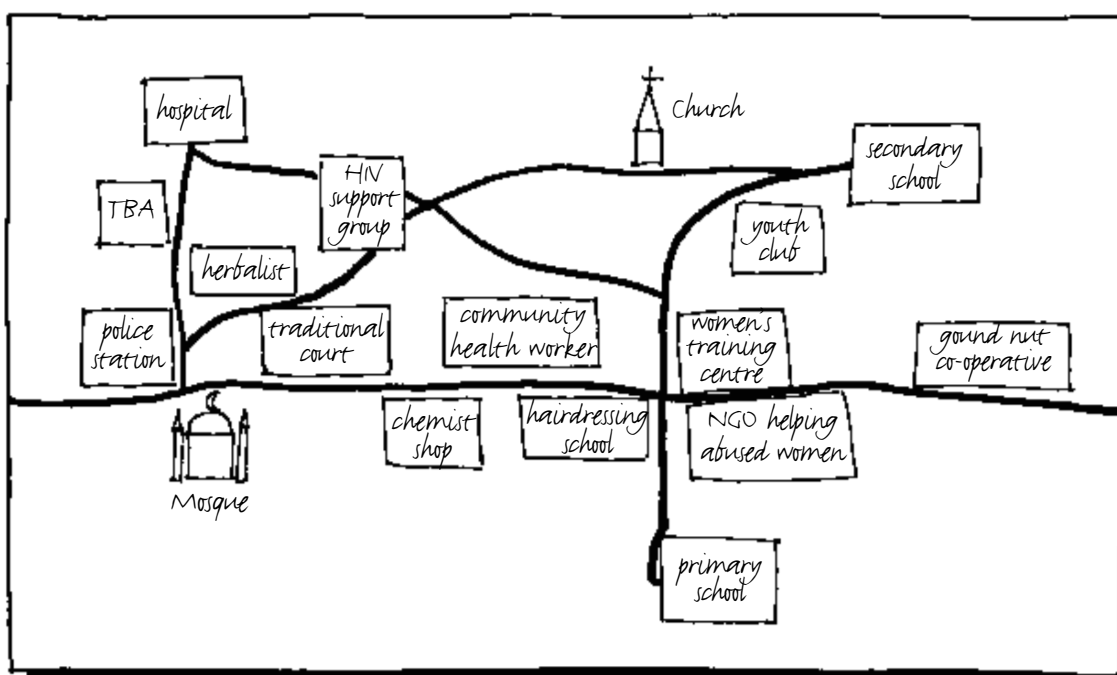 hospital
Church
secondary
school
HIV
support
group
TBA
youth
club
herbalist
police
station
traditional
court
community
health worker
women's
training
centre
gound nut
co-operative
chemist
shop
hairdressing
school
NGO helping
abused women
Mosque
primary
school